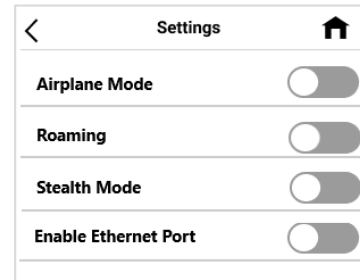 Settings
Airplane Mode
Roaming
Stealth Mode
Enable Ethernet Port